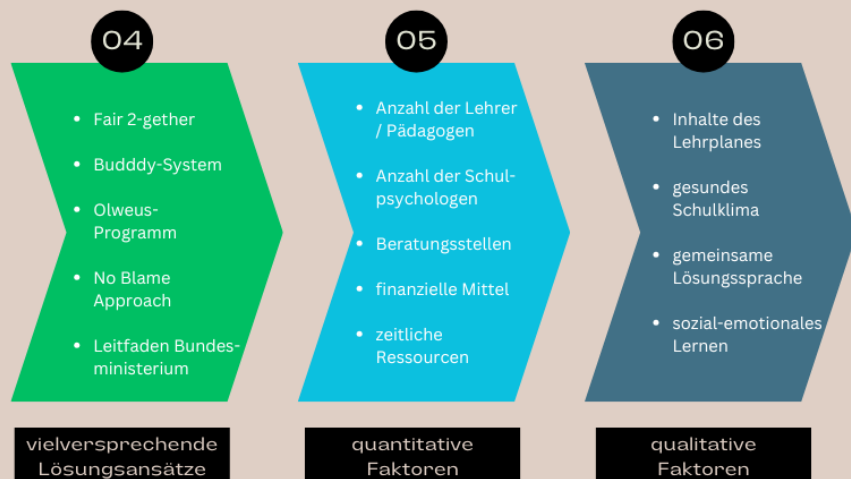 04
• Fair 2-gether
• Budddy-System
• Olweus-
Programm
• No Blame
Approach
• Leitfaden Bundes-
ministerium
vielversprechende
Lösungsansätze
05
• Anzahl der Lehrer
/ Pädagogen
• Anzahl der Schul-
psychologen
• Beratungsstellen
• finanzielle Mittel
• zeitliche
Ressourcen
quantitative
Faktoren
06
• Inhalte des
Lehrplanes
• gesundes
Schulklima
• gemeinsame
Lösungssprache
• sozial-emotionales
Lernen
qualitative
Faktoren